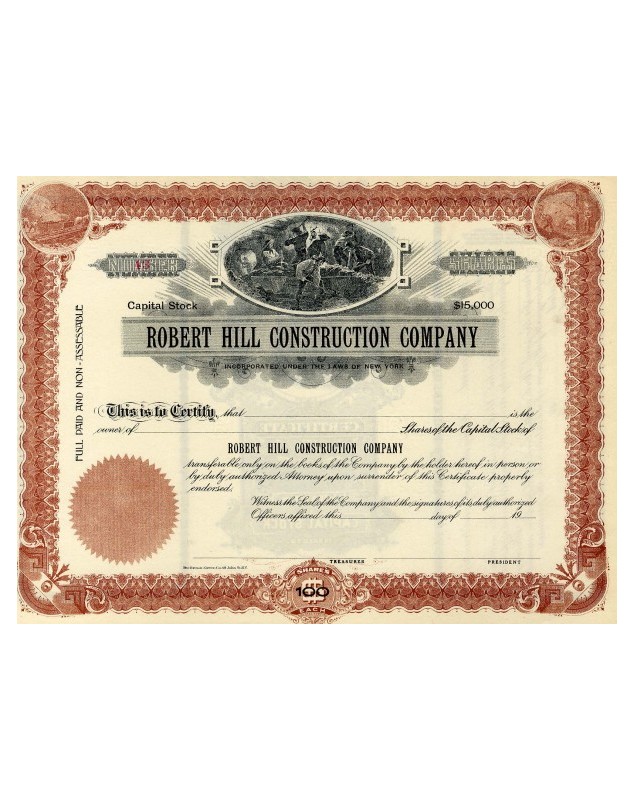 NUMBER
SHARES
Capital Stock $15,000
ROBERT HILL CONSTRUCTION COMPANY
INCORPORATED UNDER THE LAWS OF NEW YORK
FULL PAID AND NON-ASSESSABLE
This is to Certify, that is the
owner of Shares of the Capital Stock of
ROBERT HILL CONSTRUCTION COMPANY
transferable only on the books of the Company by the holder hereof in person or
by duly authorized Attorney upon surrender of this Certificate properly
endorsed.
Witness the Seal of the Company and the signatures of its duly authorized
Officers, affixed this day of 19
TREASURER PRESIDENT
SHARES
$100
EACH